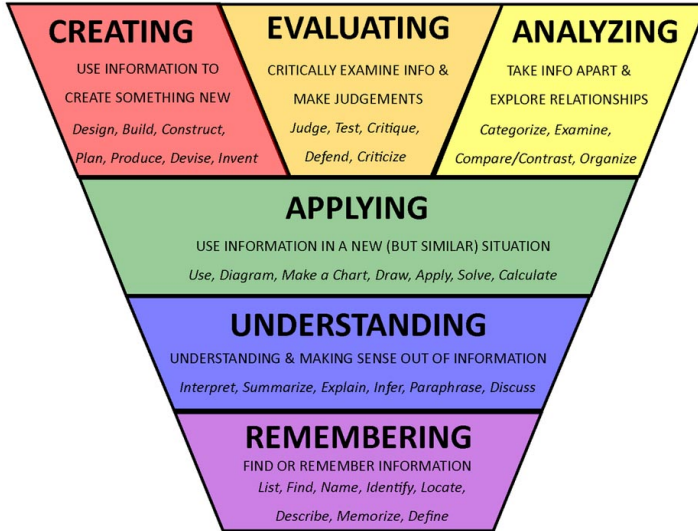 CREATING
USE INFORMATION TO
CREATE SOMETHING NEW
Design, Build, Construct,
Plan, Produce, Devise, Invent
EVALUATING
CRITICALLY EXAMINE INFO &
MAKE JUDGEMENTS
Judge, Test, Critique,
Defend, Criticize
ANALYZING
TAKE INFO APART &
EXPLORE RELATIONSHIPS
Categorize, Examine,
Compare/Contrast, Organize
APPLYING
USE INFORMATION IN A NEW (BUT SIMILAR) SITUATION
Use, Diagram, Make a Chart, Draw, Apply, Solve, Calculate
UNDERSTANDING
UNDERSTANDING & MAKING SENSE OUT OF INFORMATION
Interpret, Summarize, Explain, Infer, Paraphrase, Discuss
REMEMBERING
FIND OR REMEMBER INFORMATION
List, Find, Name, Identify, Locate,
Describe, Memorize, Define